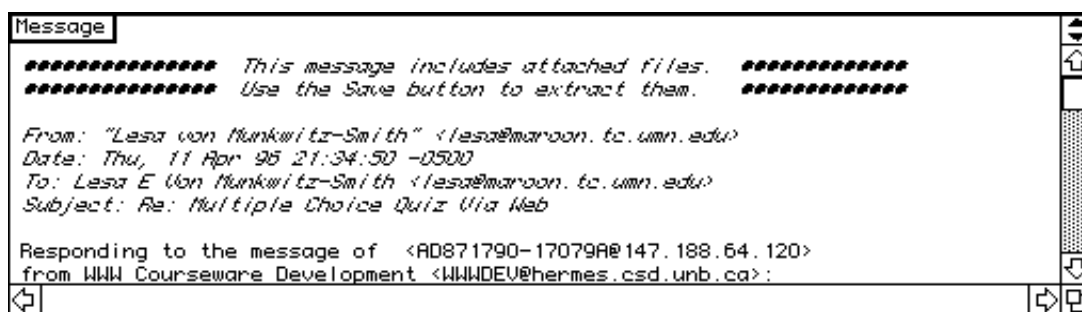 Message
This message includes attached files.
Use the Save button to extract them.
From: "Lesa von Munkwitz-Smith" <lesa@maroon.tc.umn.edu>
Date: Thu, 11 Apr 96 21:34:50 -0500
To: Lesa E Von Munkwitz-Smith <lesa@maroon.tc.umn.edu>
Subject: Re: Multiple Choice Quiz Via Web
Responding to the message of <AD871790-17079A@147.188.64.120>
from WWW Courseware Development <WWWDEV@hermes.csd.unb.ca>: